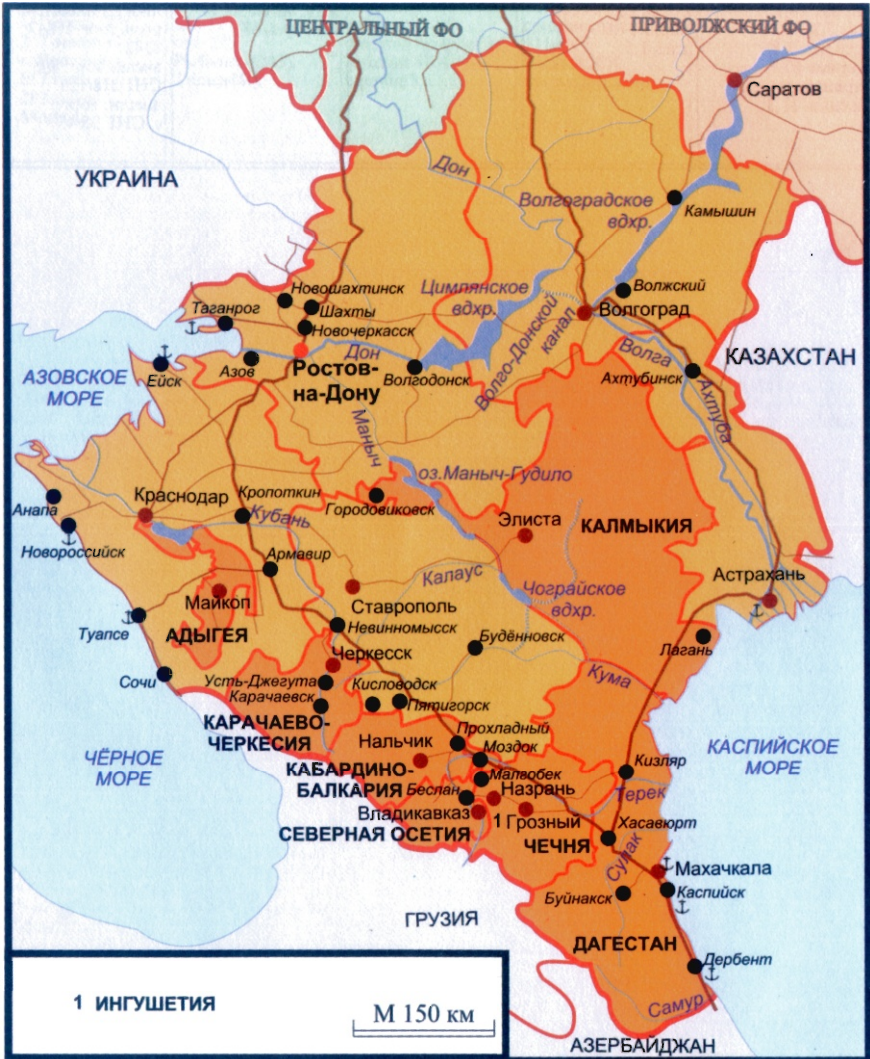 ЦЕНТРАЛЬНЫЙ ФО
ПРИВОЛЖСКИЙ ФО
Саратов
УКРАИНА
Дон
Волгоградское
вдхр.
Камышин
Новошахтинск
Таганрог
Шахты
Новочеркасск
Цимлянское
вдхр.
Волжский
Волгоград
Волго-Донской
канал
Волга
КАЗАХСТАН
АЗОВСКОЕ
МОРЕ
Ейск
Азов
Дон
Ростов-
на-Дону
Волгодонск
Ахтубинск
Ахтуба
Маныч
оз.Маныч-Гудило
Анапа
Краснодар
Кропоткин
Городовиковск
Кубань
Элиста
КАЛМЫКИЯ
Новороссийск
Армавир
Калаус
Чограйское
вдхр.
Астрахань
Майкоп
Ставрополь
Туапсе
АДЫГЕЯ
Невинномысск
Будённовск
Лагань
Черкесск
Сочи
Усть-Джегута
Кисловодск
Кума
Карачаевск
Пятигорск
КАРАЧАЕВО-
ЧЕРКЕСИЯ
Прохладный
Нальчик
Моздок
ЧЁРНОЕ
МОРЕ
КАСПИЙСКОЕ
МОРЕ
КАБАРДИНО-
БАЛКАРИЯ
Малвобек
Кизляр
Беслан
Назрань
Терек
Владикавказ
1 Грозный
Хасавюрт
СЕВЕРНАЯ ОСЕТИЯ
ЧЕЧНЯ
Сулак
Махачкала
Буйнакск
Каспийск
ГРУЗИЯ
ДАГЕСТАН
Дербент
Самур
АЗЕРБАЙДЖАН
1 ИНГУШЕТИЯ
М 150 км